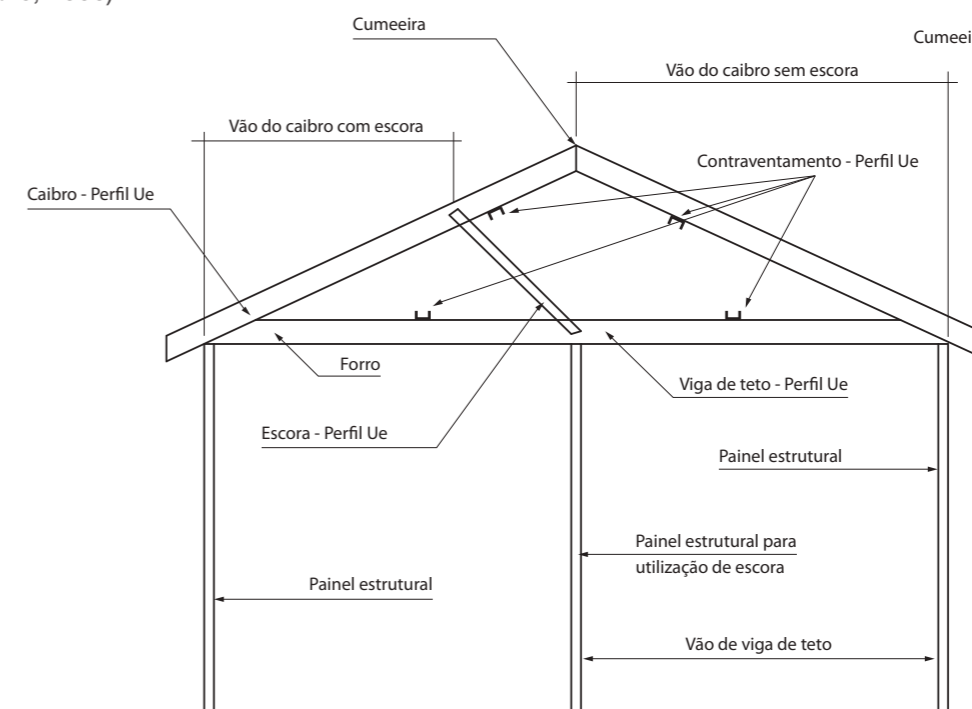 Cumeeira
Cumeei
Vão do caibro sem escora
Vão do caibro com escora
Contraventamento - Perfil Ue
Caibro - Perfil Ue
Forro
Viga de teto - Perfil Ue
Escora - Perfil Ue
Painel estrutural
Painel estrutural para
utilização de escora
Painel estrutural
Vão de viga de teto